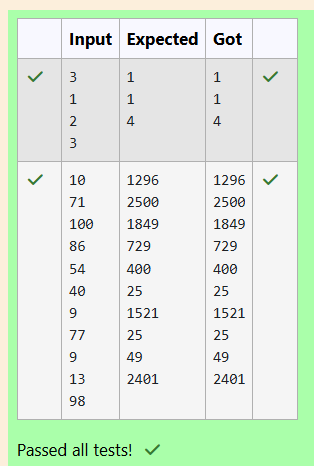 Input Expected Got
3 1 1
1 1 1
2 4 4
3
10 1296 1296
71 2500 2500
100 1849 1849
86 729 729
54 400 400
40 25 25
9 1521 1521
77 25 25
9 49 49
13 2401 2401
98
Passed all tests!